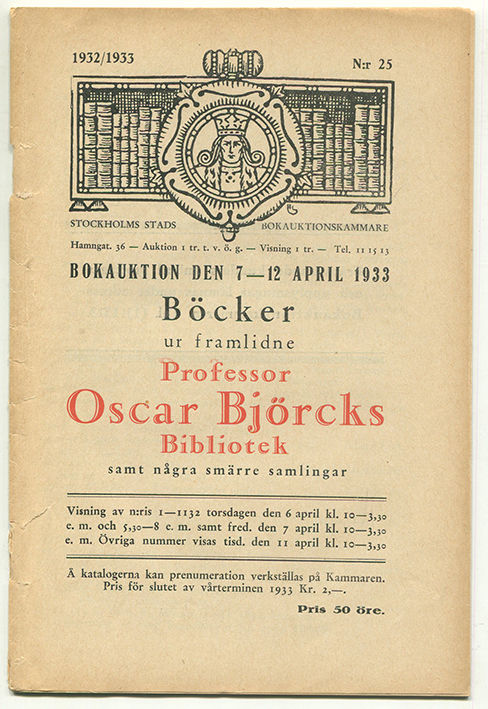 1932/1933
N:r 25
STOCKHOLMS STADS BOKAUKTIONSKAMMARE
Hamngat. 36 — Auktion 1 tr. t. v. ö. g. — Visning 1 tr. — Tel. 11 15 13
BOKAUKTION DEN 7—12 APRIL 1933
Böcker
ur framlidne
Professor
Oscar Björcks
Bibliotek
samt några smärre samlingar
Visning av n:ris 1—1132 torsdagen den 6 april kl. 10—3,30
e. m. och 5,30—8 e. m. samt fred. den 7 april kl. 10—3,30
e. m. Övriga nummer visas tisd. den 11 april kl. 10—3,30
Å katalogerna kan prenumeration verkställas på Kammaren.
Pris för slutet av vårterminen 1933 Kr. 2,—.
Pris 50 öre.